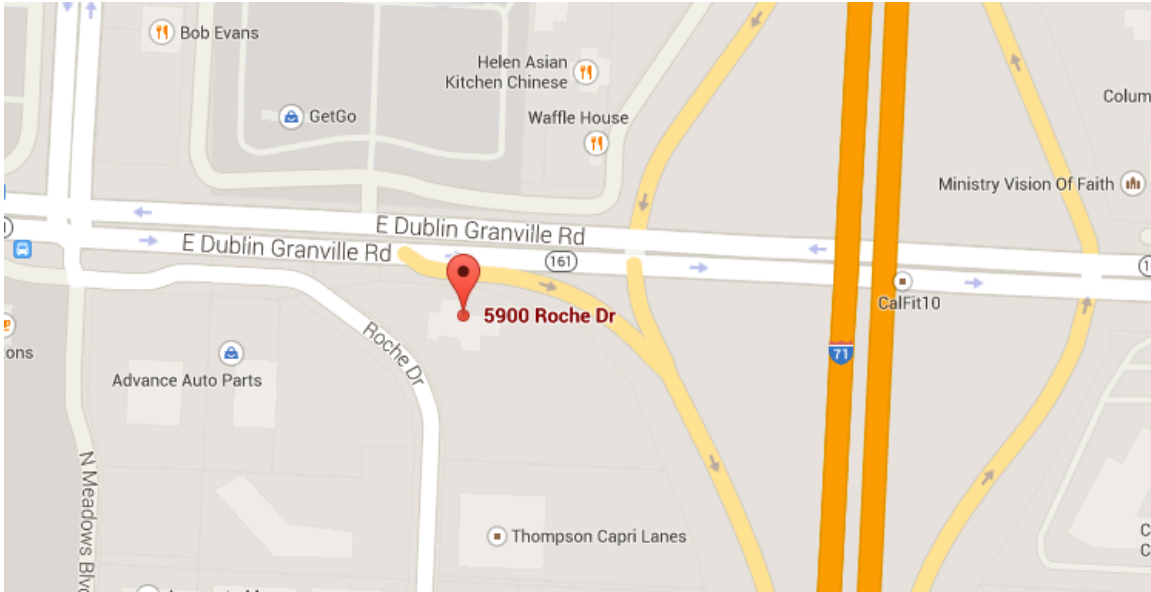 Bob Evans
Helen Asian
Kitchen Chinese
GetGo
Waffle House
Colum
Ministry Vision Of Faith
E Dublin Granville Rd
E Dublin Granville Rd
161
CalFit10
5900 Roche Dr
Roche Dr
71
ons
Advance Auto Parts
N Meadows Blvd
Thompson Capri Lanes
C
C